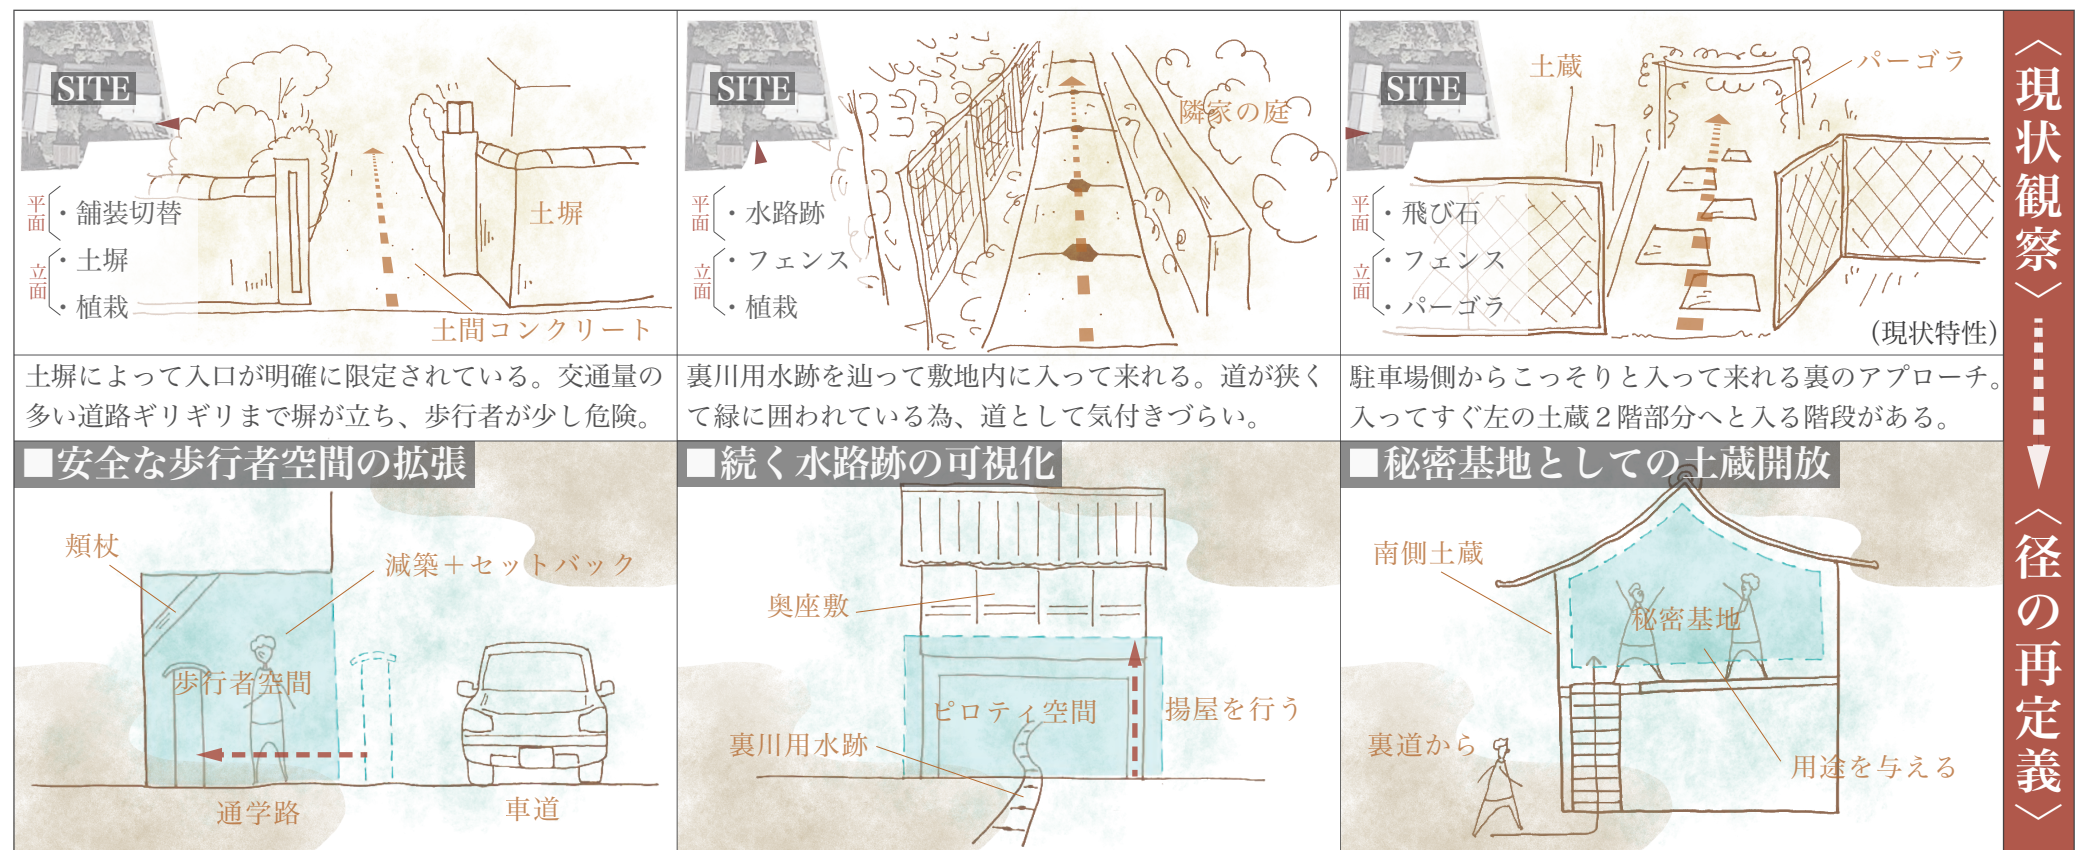 SITE
平面
・舗装切替
立面
・土塀
・植栽
土塀
土間コンクリート
土塀によって入口が明確に限定されている。交通量の
多い道路ギリギリまで塀が立ち、歩行者が少し危険。
SITE
隣家の庭
平面
・水路跡
立面
・フェンス
・植栽
裏川用水跡を辿って敷地内に入って来れる。道が狭く
て緑に囲われている為、道として気付きづらい。
SITE
土蔵
パーゴラ
平面
・飛び石
立面
・フェンス
・パーゴラ
(現状特性)
駐車場側からこっそりと入って来れる裏のアプローチ。
入ってすぐ左の土蔵２階部分へと入る階段がある。
■安全な歩行者空間の拡張
頬杖
減築＋セットバック
歩行者空間
通学路
車道
■続く水路跡の可視化
奥座敷
ピロティ空間
揚屋を行う
裏川用水跡
■秘密基地としての土蔵開放
南側土蔵
秘密基地
裏道から
用途を与える
〈現状観察〉
〈径の再定義〉